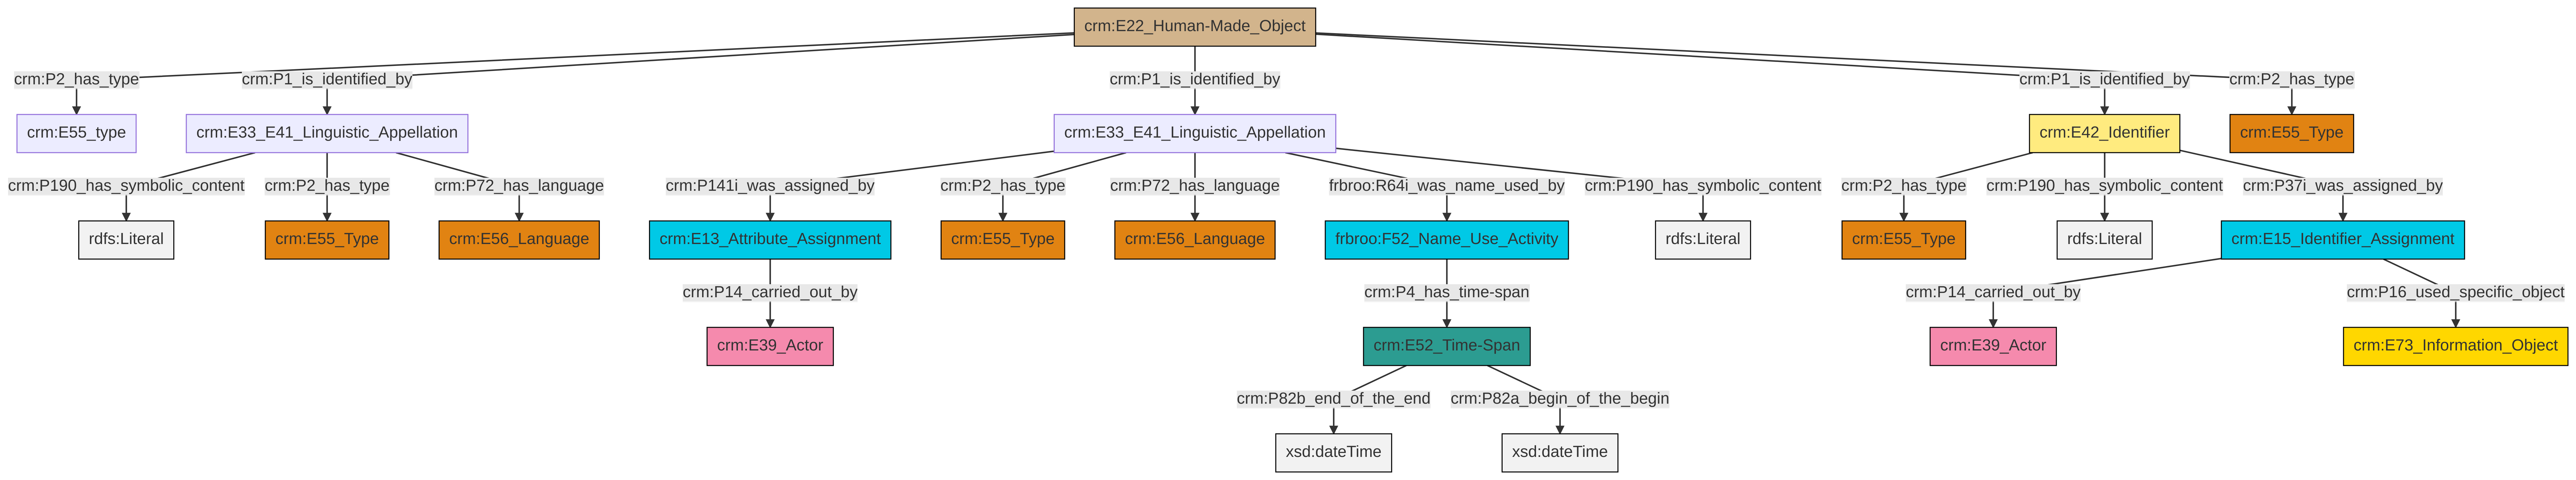 crm:E22_Human-Made_Object
crm:P2_has_type
crm:P1_is_identified_by
crm:P1_is_identified_by
crm:P1_is_identified_by
crm:P2_has_type
crm:E55_type
crm:E33_E41_Linguistic_Appellation
crm:E33_E41_Linguistic_Appellation
crm:E42_Identifier
crm:E55_Type
crm:P190_has_symbolic_content
crm:P2_has_type
crm:P72_has_language
crm:P141i_was_assigned_by
crm:P2_has_type
crm:P72_has_language
frbroo:R64i_was_name_used_by
crm:P190_has_symbolic_content
crm:P2_has_type
crm:P190_has_symbolic_content
crm:P37i_was_assigned_by
rdfs:Literal
crm:E55_Type
crm:E56_Language
crm:E13_Attribute_Assignment
crm:E55_Type
crm:E56_Language
frbroo:F52_Name_Use_Activity
rdfs:Literal
crm:E55_Type
rdfs:Literal
crm:E15_Identifier_Assignment
crm:P14_carried_out_by
crm:P4_has_time-span
crm:P14_carried_out_by
crm:P16_used_specific_object
crm:E39_Actor
crm:E52_Time-Span
crm:E39_Actor
crm:E73_Information_Object
crm:P82b_end_of_the_end
crm:P82a_begin_of_the_begin
xsd:dateTime
xsd:dateTime